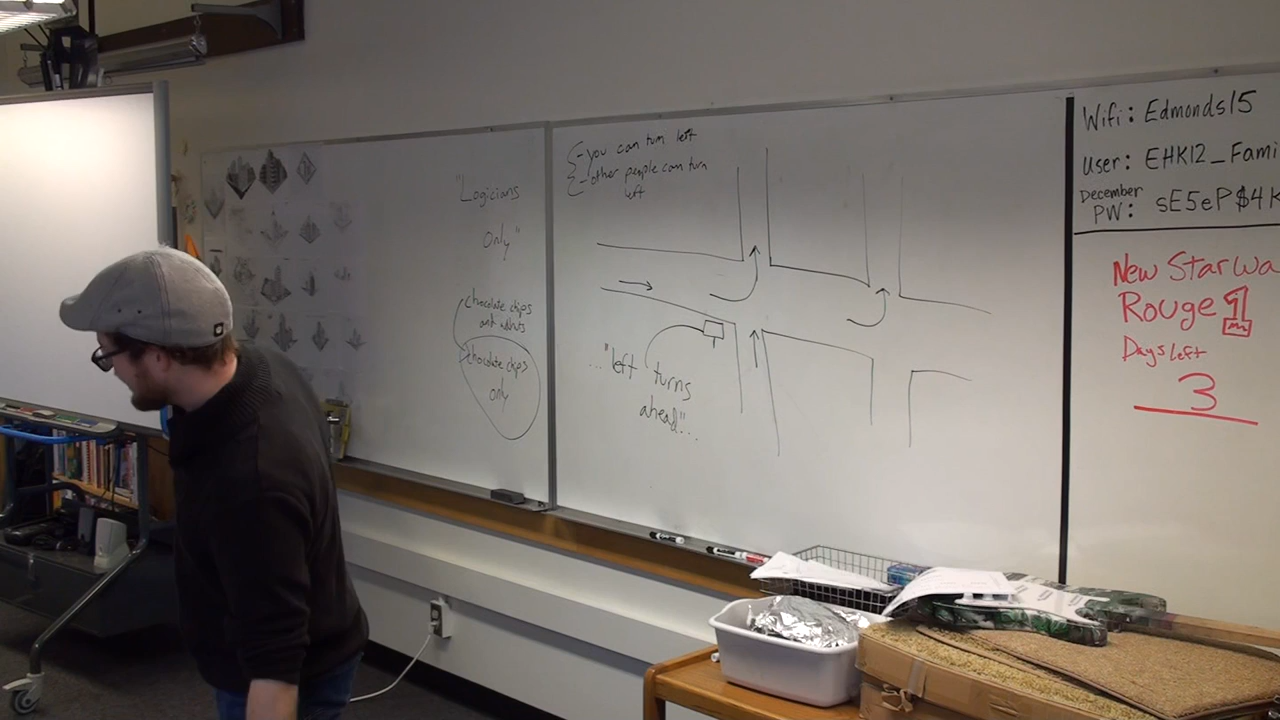 "Logicians
Only"
chocolate chips
and walnuts
chocolate chips
only
- you can turn left
- other people can turn
left
..."left turns
ahead"...
Wifi: Edmonds15
User: EHK12_Fami
December
PW: sE5eP$4K
New Star Wa
Rouge 1
Days Left
3